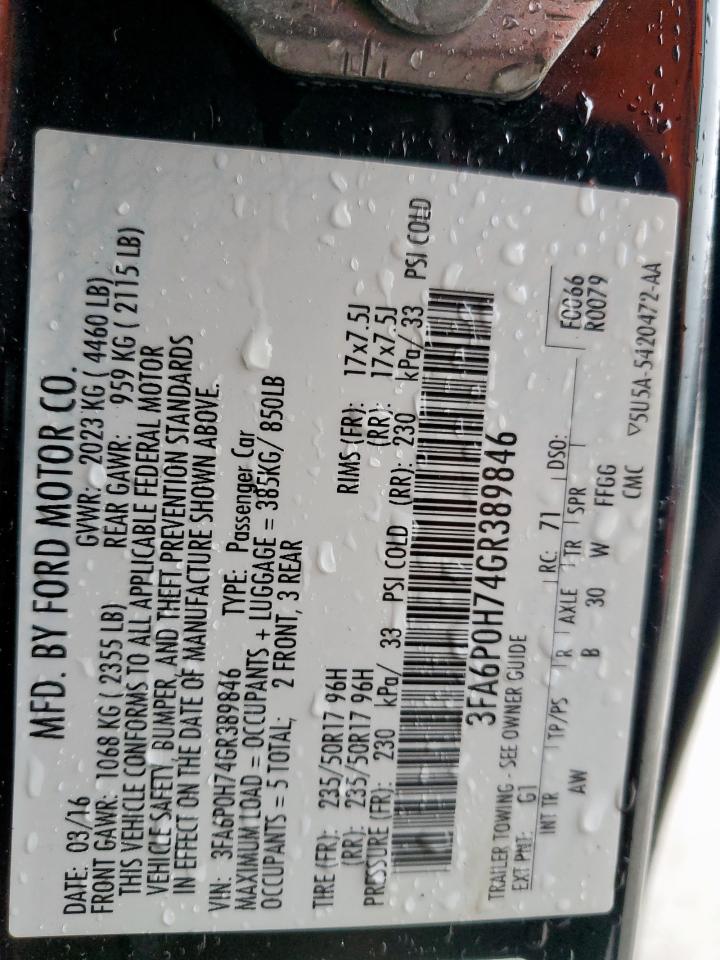 MFD. BY FORD MOTOR CO.
DATE: 03/16 GVWR: 2023 KG ( 4460 LB)
FRONT GAWR: 1068 KG ( 2355 LB) REAR GAWR: 959 KG ( 2115 LB)
THIS VEHICLE CONFORMS TO ALL APPLICABLE FEDERAL MOTOR
VEHICLE SAFETY, BUMPER, AND THEFT PREVENTION STANDARDS
IN EFFECT ON THE DATE OF MANUFACTURE SHOWN ABOVE.
VIN: 3FA6P0H74GR389846 TYPE: Passenger Car
MAXIMUM LOAD = OCCUPANTS + LUGGAGE = 385KG/ 850LB
OCCUPANTS = 5 TOTAL; 2 FRONT, 3 REAR
TIRE (FR): 235/50R17 96H RIMS (FR): 17x7.5J
(RR): 235/50R17 96H (RR): 17x7.5J
PRESSURE (FR): 230 kPa/ 33 PSI COLD (RR): 230 kPa/ 33 PSI COLD
3FA6P0H74GR389846
TRAILER TOWING - SEE OWNER GUIDE
F0066
R0079
EXT PNT: G1 RC: 71 DSO:
INT TR TP/PS R AXLE TR SPR
AW B 30 W FFGG
CMC
▽5U5A-5420472-AA